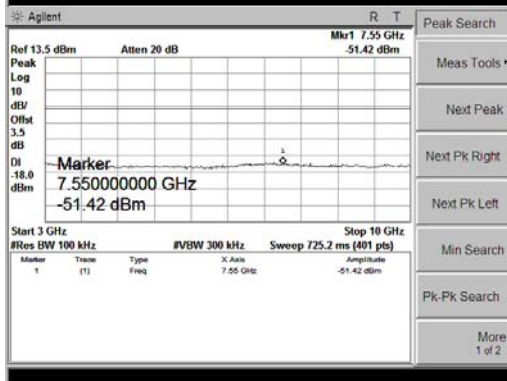 Agilent R T
Mkr1 7.55 GHz
Ref 13.5 dBm Atten 20 dB -51.42 dBm
Peak
Log
10
dB/
Offst
3.5
dB
DI
-18.0
dBm
1
Marker
7.550000000 GHz
-51.42 dBm
Start 3 GHz Stop 10 GHz
#Res BW 100 kHz #VBW 300 kHz Sweep 725.2 ms (401 pts)
Marker Trace Type X Axis Amplitude
1 (1) Freq 7.55 GHz -51.42 dBm
Peak Search
Meas Tools
Next Peak
Next Pk Right
Next Pk Left
Min Search
Pk-Pk Search
More
1 of 2